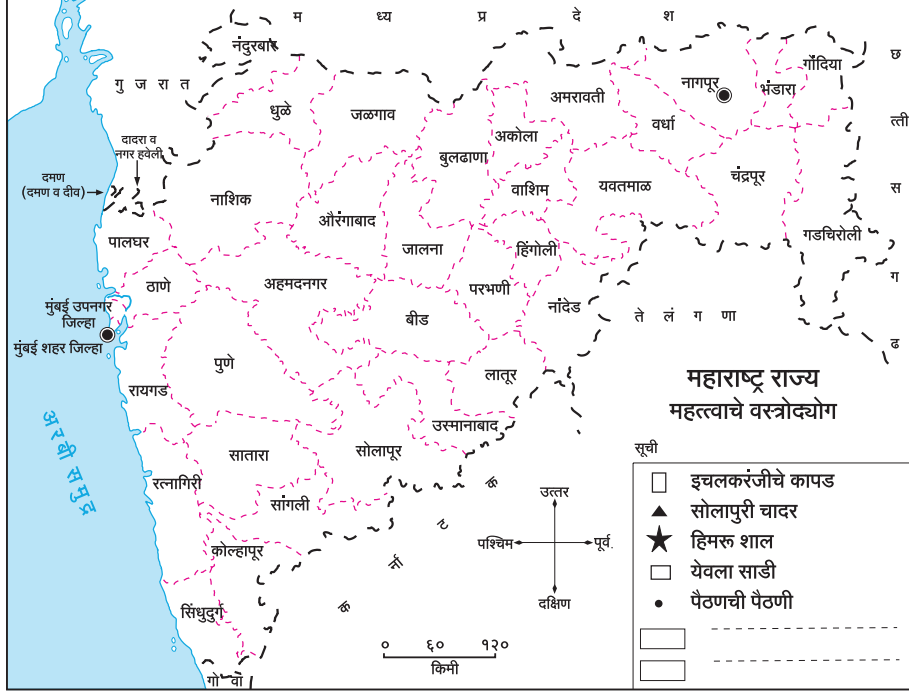 म ध्य प्र दे श
नंदुरबार
गुजरात
छ
त्ती
स
ग
ढ
गोंदिया
नागपूर
भंडारा
धुळे
जळगाव
अमरावती
अकोला
वर्धा
बुलढाणा
दादरा व
नगर हवेली
दमण
(दमण व दीव)
नाशिक
वाशिम
यवतमाळ
चंद्रपूर
औरंगाबाद
पालघर
जालना
हिंगोली
गडचिरोली
ठाणे
अहमदनगर
परभणी
नांदेड
मुंबई उपनगर
जिल्हा
मुंबई शहर जिल्हा
बीड
ते लं ग णा
पुणे
रायगड
लातूर
उस्मानाबाद
अरबी समुद्र
सातारा
सोलापूर
रत्नागिरी
सांगली
कोल्हापूर
सिंधुदुर्ग
क र्ना ट क
गो वा
उत्तर
पश्चिम
पूर्व.
दक्षिण
० ६० १२०
किमी
महाराष्ट्र राज्य
महत्त्वाचे वस्त्रोद्योग
सूची
इचलकरंजीचे कापड
सोलापुरी चादर
हिमरू शाल
येवला साडी
पैठणची पैठणी